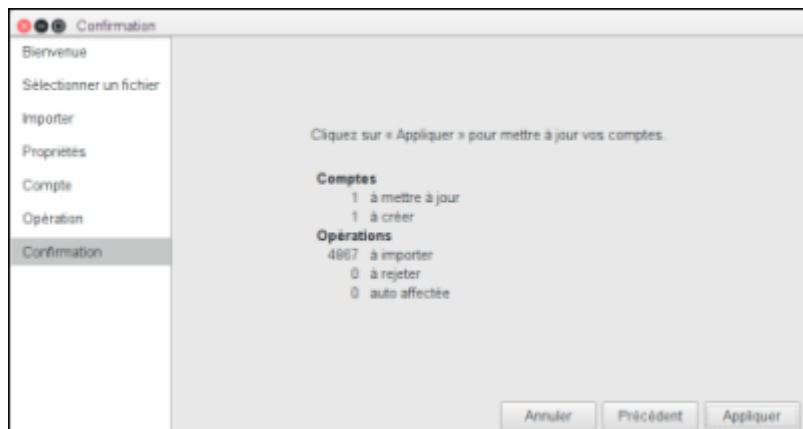 Confirmation
Bienvenue
Sélectionner un fichier
Importer
Propriétés
Compte
Opération
Confirmation
Cliquez sur « Appliquer » pour mettre à jour vos comptes.
Comptes
1 à mettre à jour
1 à créer
Opérations
4867 à importer
0 à rejeter
0 auto affectée
Annuler Précédent Appliquer